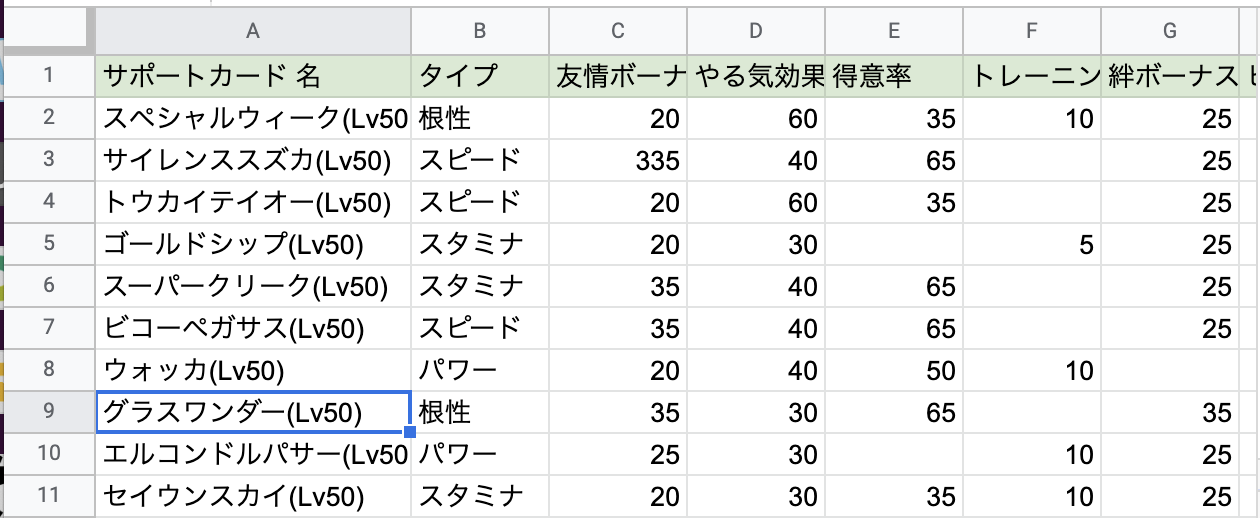 A B C D E F G
1 サポートカード 名 タイプ 友情ボーナ やる気効果 得意率 トレーニン 絆ボーナス
2 スペシャルウィーク(Lv50 根性 20 60 35 10 25
3 サイレンススズカ(Lv50) スピード 335 40 65 25
4 トウカイテイオー(Lv50) スピード 20 60 35 25
5 ゴールドシップ(Lv50) スタミナ 20 30 5 25
6 スーパークリーク(Lv50) スタミナ 35 40 65 25
7 ビコーペガサス(Lv50) スピード 35 40 65 25
8 ウォッカ(Lv50) パワー 20 40 50 10
9 グラスワンダー(Lv50) 根性 35 30 65 35
10 エルコンドルパサー(Lv50 パワー 25 30 10 25
11 セイウンスカイ(Lv50) スタミナ 20 30 35 10 25